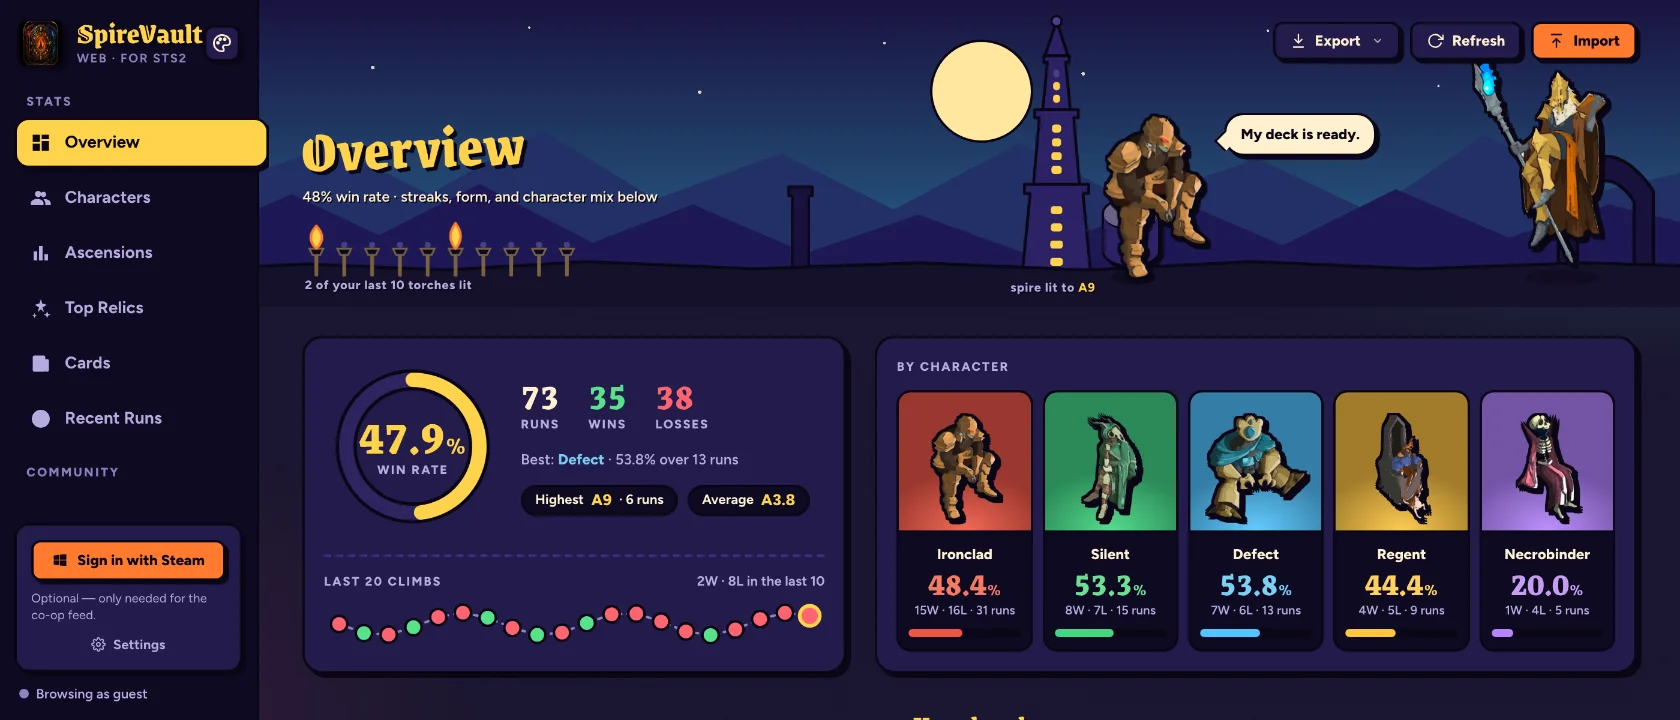 SpireVault
WEB · FOR STS2
STATS
Overview
Characters
Ascensions
Top Relics
Cards
Recent Runs
COMMUNITY
Sign in with Steam
Optional — only needed for the
co-op feed.
Settings
Browsing as guest
Export
Refresh
Import
Overview
48% win rate · streaks, form, and character mix below
2 of your last 10 torches lit
My deck is ready.
spire lit to A9
47.9%
WIN RATE
73 35 38
RUNS WINS LOSSES
Best: Defect · 53.8% over 13 runs
Highest A9 · 6 runs
Average A3.8
LAST 20 CLIMBS
2W · 8L in the last 10
BY CHARACTER
Ironclad
48.4%
15W · 16L · 31 runs
Silent
53.3%
8W · 7L · 15 runs
Defect
53.8%
7W · 6L · 13 runs
Regent
44.4%
4W · 5L · 9 runs
Necrobinder
20.0%
1W · 4L · 5 runs